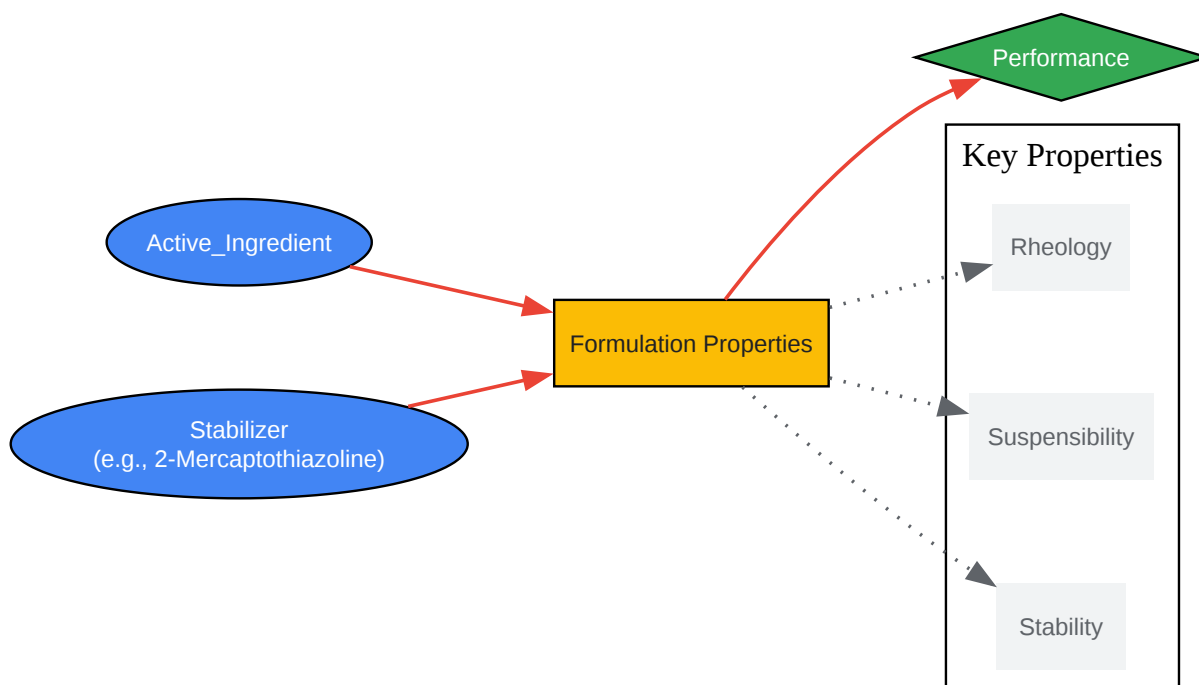 Performance
Key Properties
Active_Ingredient
Rheology
Formulation Properties
Stabilizer
(e.g., 2-Mercaptothiazoline)
Suspensibility
Stability